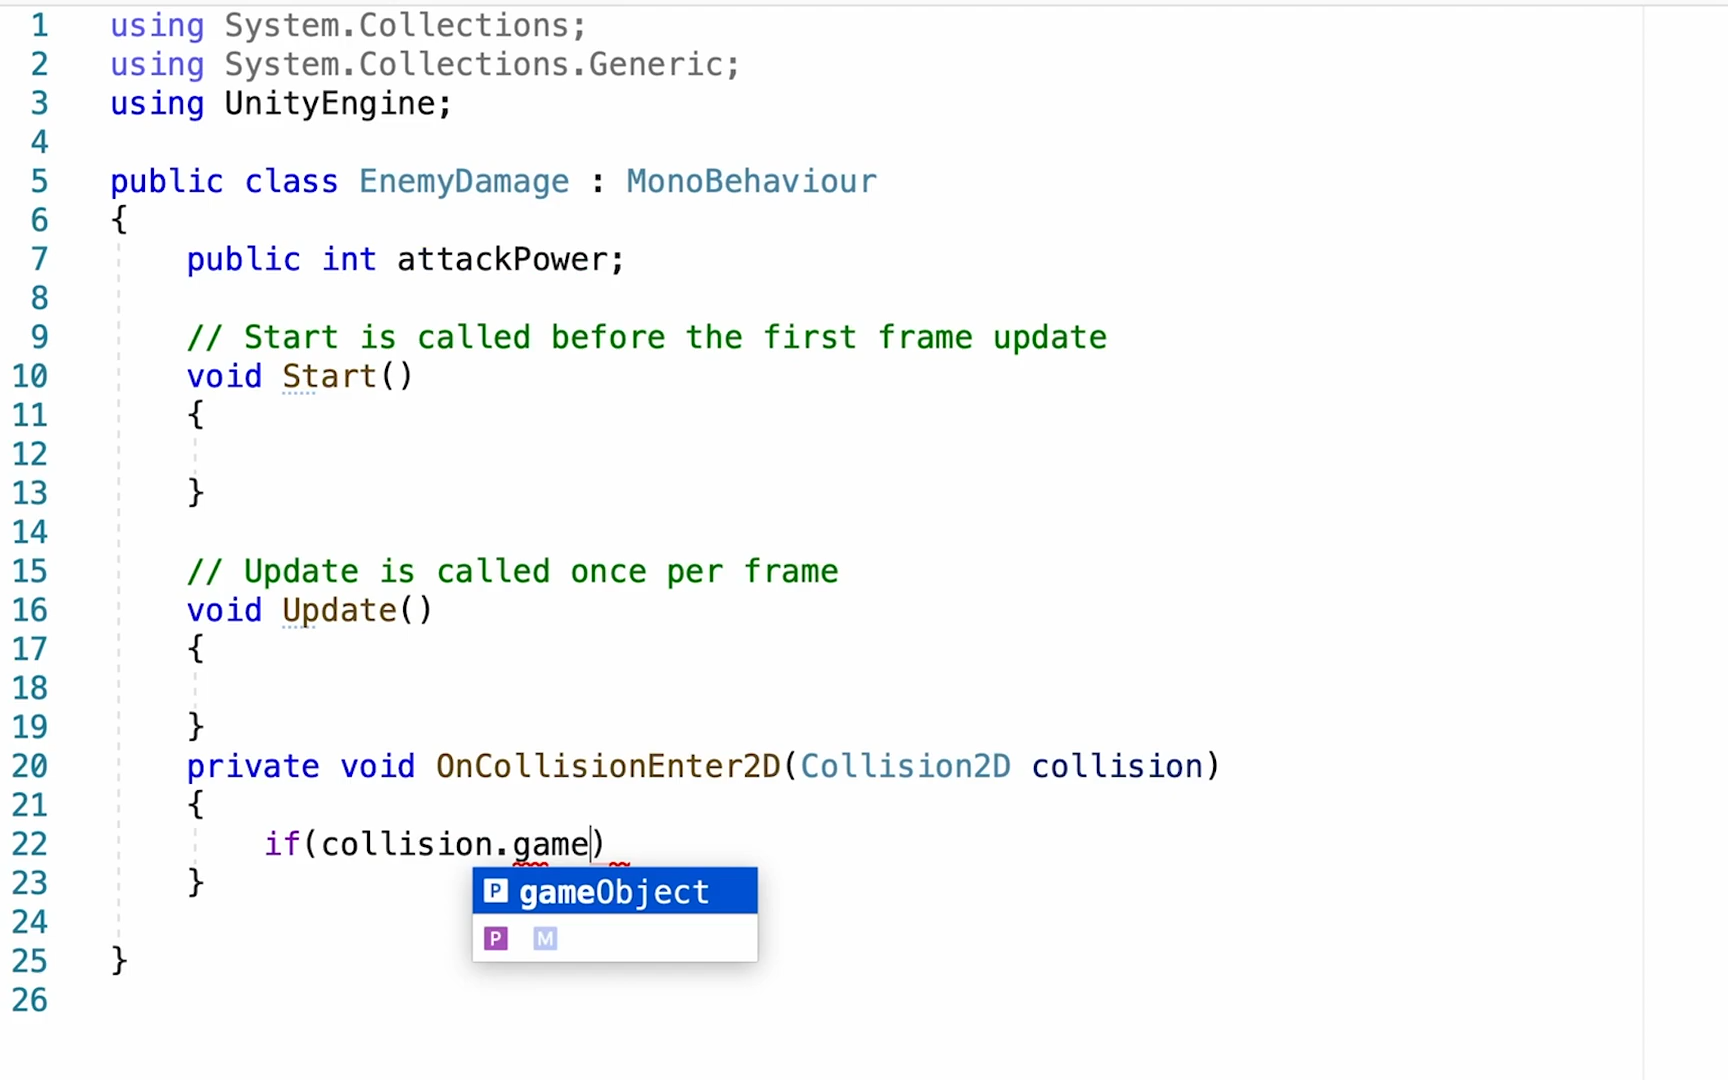 1 using System.Collections;
2 using System.Collections.Generic;
3 using UnityEngine;
4
5 public class EnemyDamage : MonoBehaviour
6 {
7 public int attackPower;
8
9 // Start is called before the first frame update
10 void Start()
11 {
12
13 }
14
15 // Update is called once per frame
16 void Update()
17 {
18
19 }
20 private void OnCollisionEnter2D(Collision2D collision)
21 {
22 if(collision.game)
23 }
P gameObject
24
P M
25 }
26